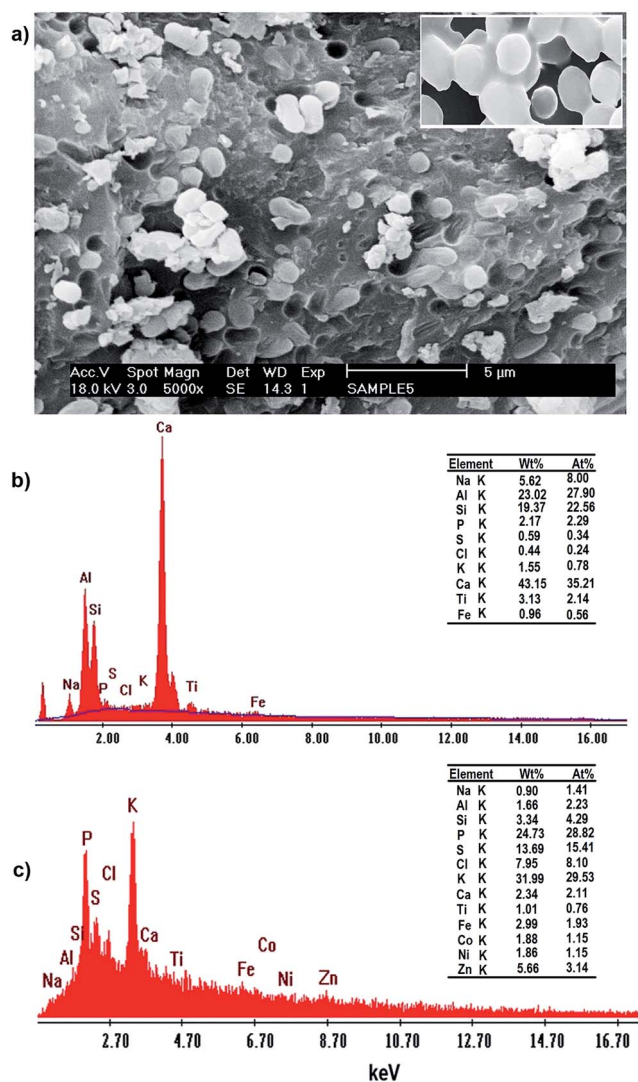 a)
Acc.V Spot Magn Det WD Exp 5 µm
18.0 kV 3.0 5000x SE 14.3 1 SAMPLE5
b)
Ca
Al
Si
Na
P
S
Cl
K
Ti
Fe
2.00 4.00 6.00 8.00 10.00 12.00 14.00 16.00
Element Wt% At%
Na K 5.62 8.00
Al K 23.02 27.90
Si K 19.37 22.56
P K 2.17 2.29
S K 0.59 0.34
Cl K 0.44 0.24
K K 1.55 0.78
Ca K 43.15 35.21
Ti K 3.13 2.14
Fe K 0.96 0.56
c)
K
P
Cl
S
Si
Al
Na
Ca
Ti
Fe
Co
Ni
Zn
2.70 4.70 6.70 8.70 10.70 12.70 14.70 16.70
keV
Element Wt% At%
Na K 0.90 1.41
Al K 1.66 2.23
Si K 3.34 4.29
P K 24.73 28.82
S K 13.69 15.41
Cl K 7.95 8.10
K K 31.99 29.53
Ca K 2.34 2.11
Ti K 1.01 0.76
Fe K 2.99 1.93
Co K 1.88 1.15
Ni K 1.86 1.15
Zn K 5.66 3.14